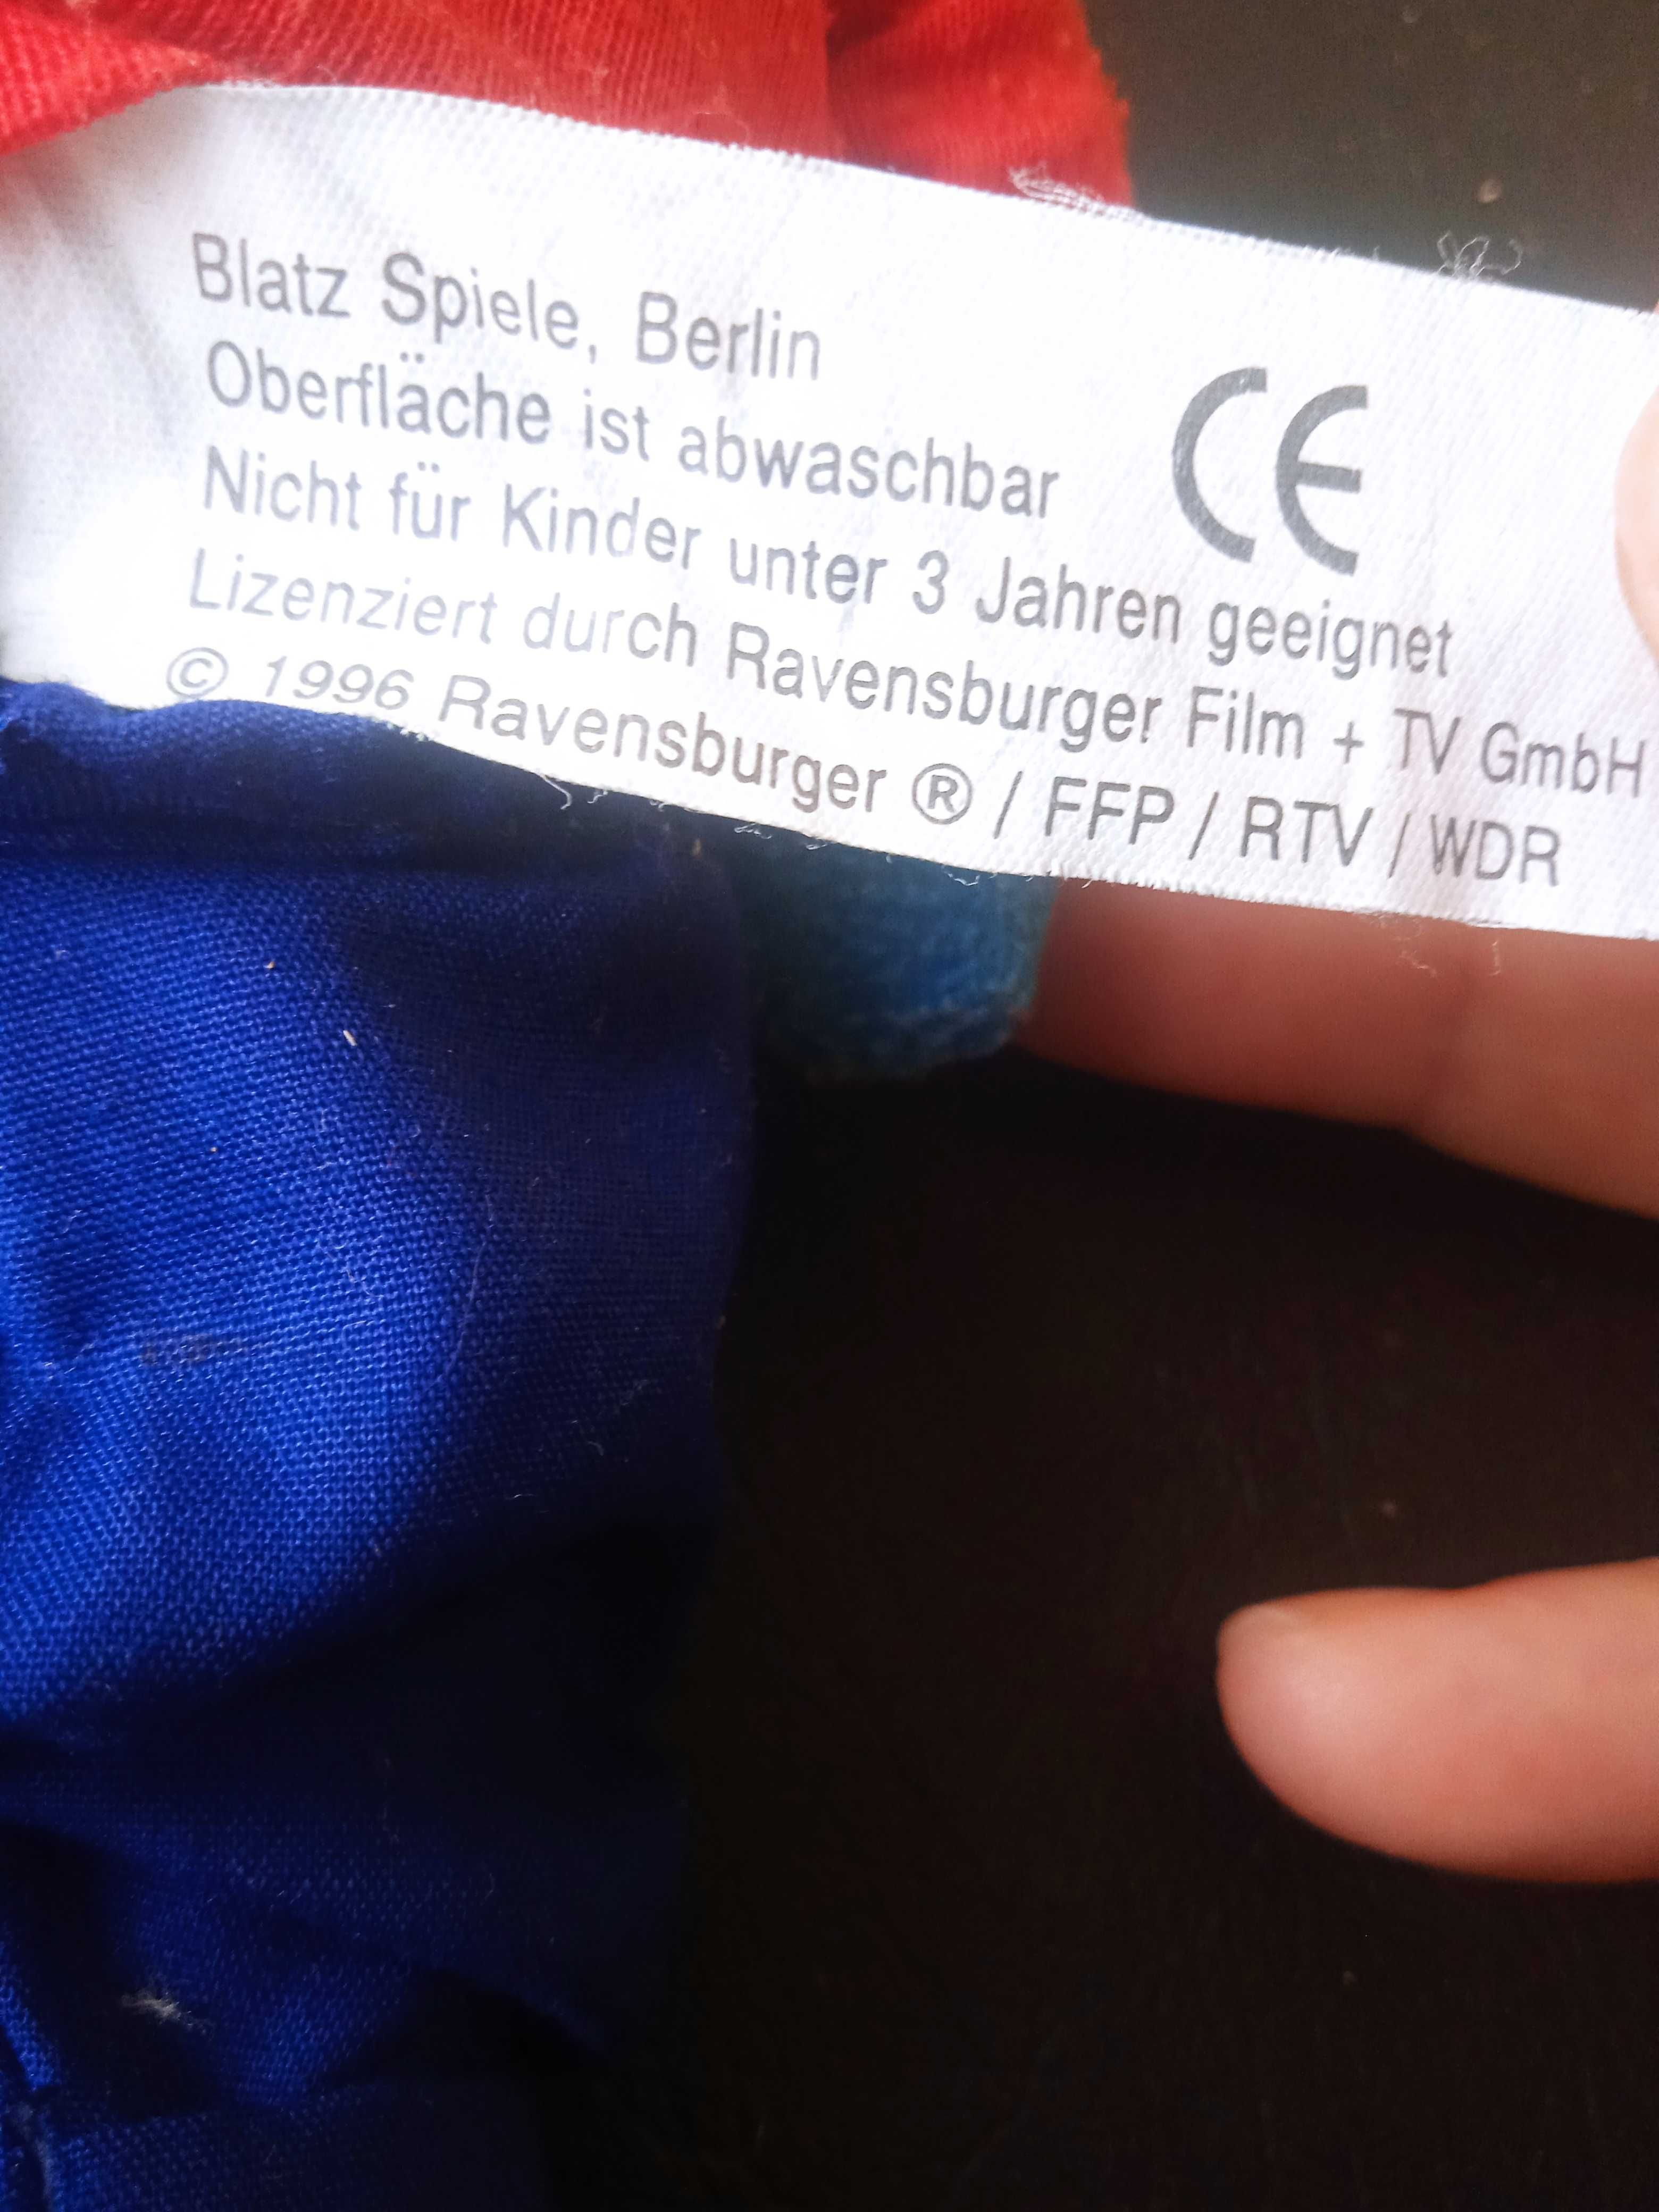 Blatz Spiele, Berlin
Oberfläche ist abwaschbar
CE
Nicht für Kinder unter 3 Jahren geeignet
Lizenziert durch Ravensburger Film + TV GmbH
© 1996 Ravensburger ® / FFP / RTV / WDR